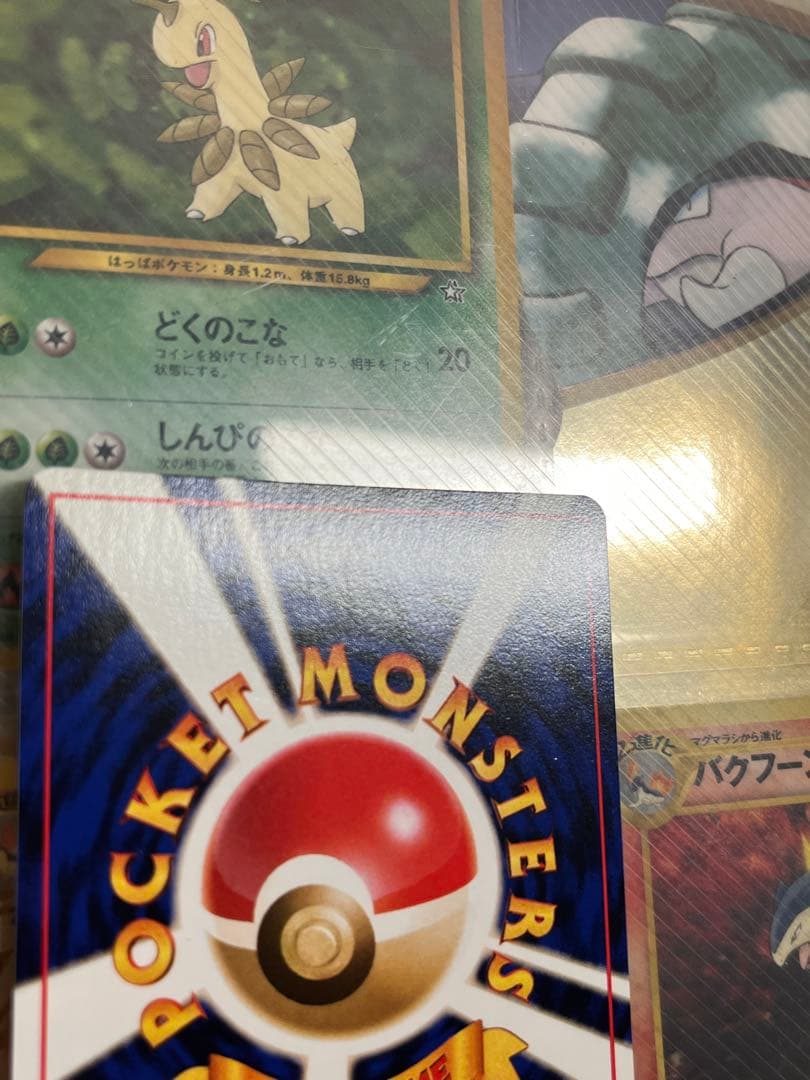 はっぱポケモン：身長1.2m、体重15.8kg
どくのこな
20
コインを投げて「おもて」なら、相手を「どく」
状態にする。
しんぴの
次の相手の番、こ
マグマラシから進化
進化
バクフーン
POCKET MONSTERS